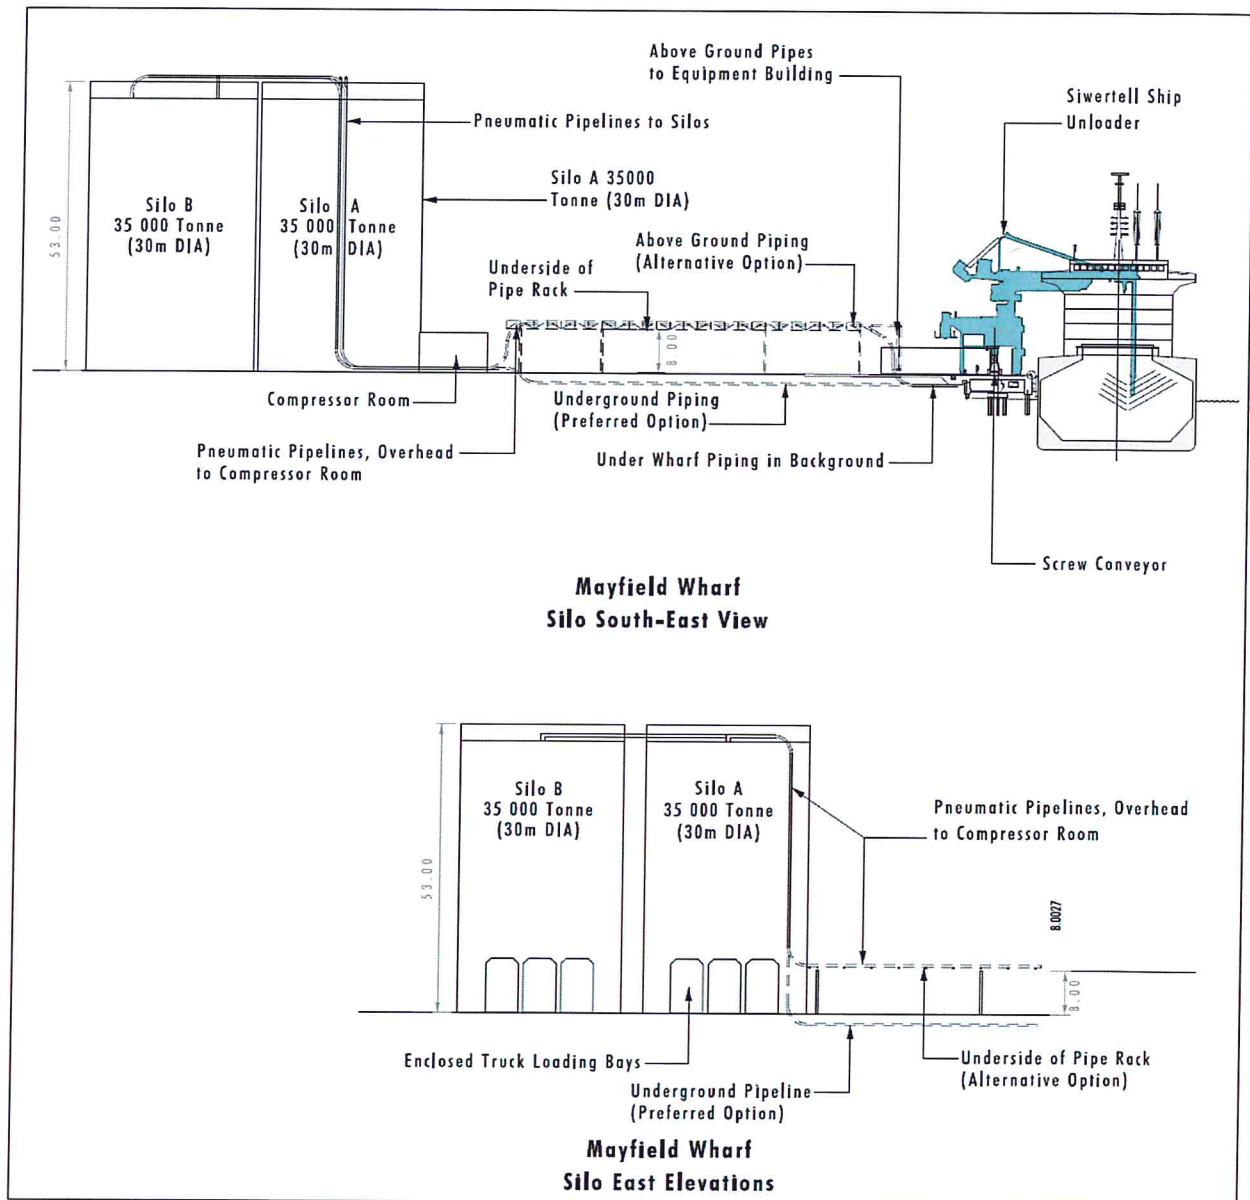 Above Ground Pipes
to Equipment Building
Siwertell Ship
Unloader
Pneumatic Pipelines to Silos
Silo A 35000
Tonne (30m DIA)
Silo B
35 000 Tonne
(30m DIA)
Silo A
35 000 Tonne
(30m DIA)
53.00
Above Ground Piping
(Alternative Option)
Underside of
Pipe Rack
8.00
Compressor Room
Underground Piping
(Preferred Option)
Pneumatic Pipelines, Overhead
to Compressor Room
Under Wharf Piping in Background
Screw Conveyor
Mayfield Wharf
Silo South-East View
Silo B
35 000 Tonne
(30m DIA)
Silo A
35 000 Tonne
(30m DIA)
53.00
Pneumatic Pipelines, Overhead
to Compressor Room
8.0027
8.00
Enclosed Truck Loading Bays
Underside of Pipe Rack
(Alternative Option)
Underground Pipeline
(Preferred Option)
Mayfield Wharf
Silo East Elevations